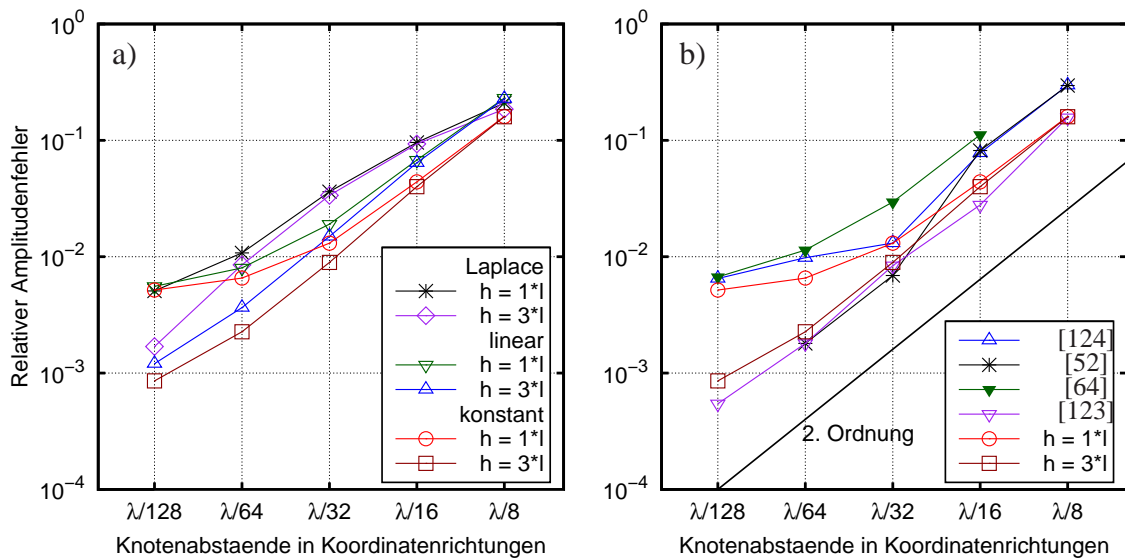 a)
Relativer Amplitudenfehler
10^0
10^−1
10^−2
10^−3
10^−4
Laplace
h = 1*l
h = 3*l
linear
h = 1*l
h = 3*l
konstant
h = 1*l
h = 3*l
λ/128 λ/64 λ/32 λ/16 λ/8
Knotenabstaende in Koordinatenrichtungen
b)
10^0
10^−1
10^−2
10^−3
10^−4
2. Ordnung
[124]
[52]
[64]
[123]
h = 1*l
h = 3*l
λ/128 λ/64 λ/32 λ/16 λ/8
Knotenabstaende in Koordinatenrichtungen